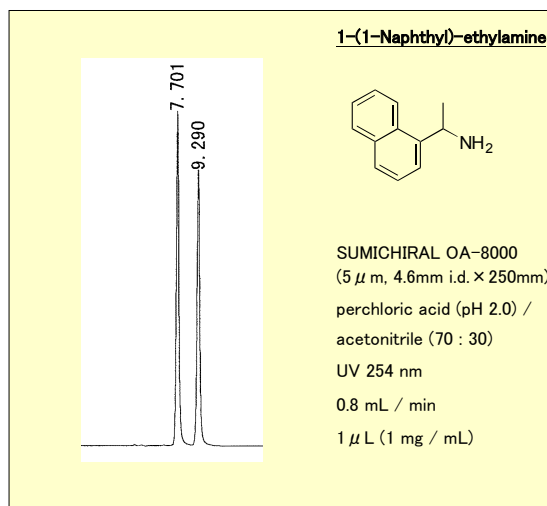 1-(1-Naphthyl)-ethylamine
7.701
9.290
NH2
SUMICHIRAL OA-8000
(5 μm, 4.6mm i.d.×250mm)
perchloric acid (pH 2.0) /
acetonitrile (70 : 30)
UV 254 nm
0.8 mL / min
1 μL (1 mg / mL)